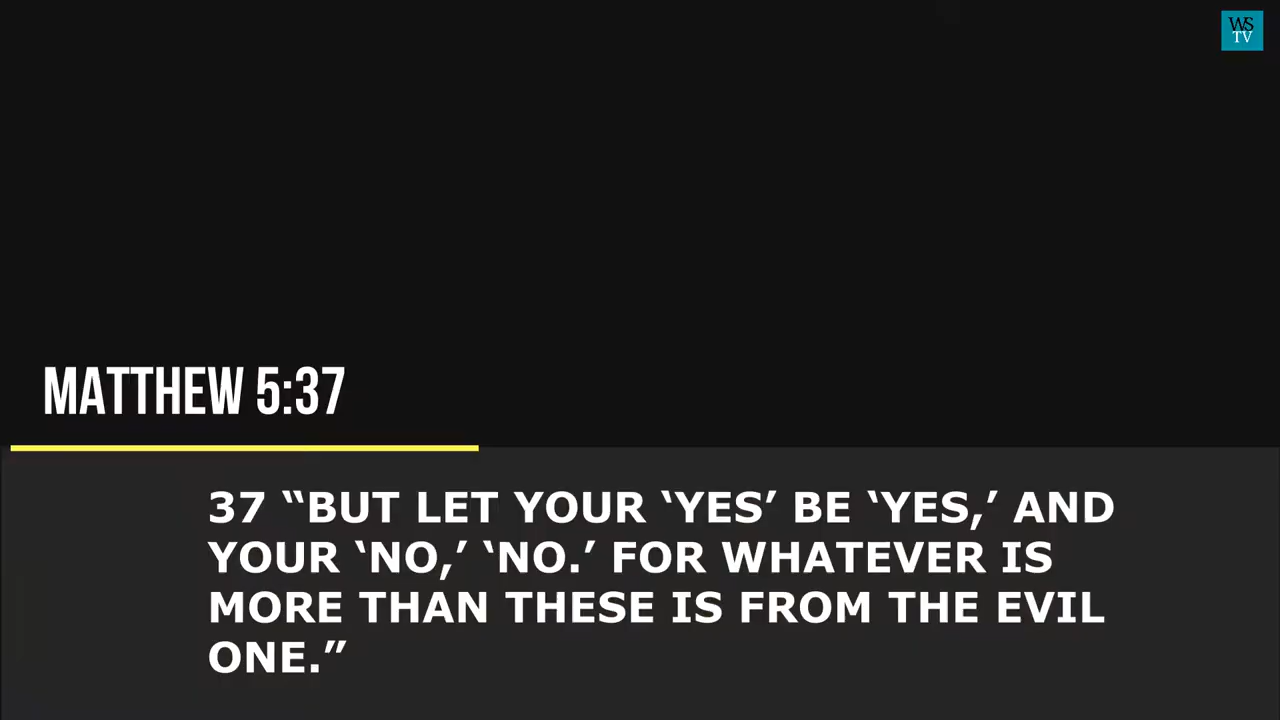 WS
TV
MATTHEW 5:37
37 “BUT LET YOUR ‘YES’ BE ‘YES,’ AND
YOUR ‘NO,’ ‘NO.’ FOR WHATEVER IS
MORE THAN THESE IS FROM THE EVIL
ONE.”